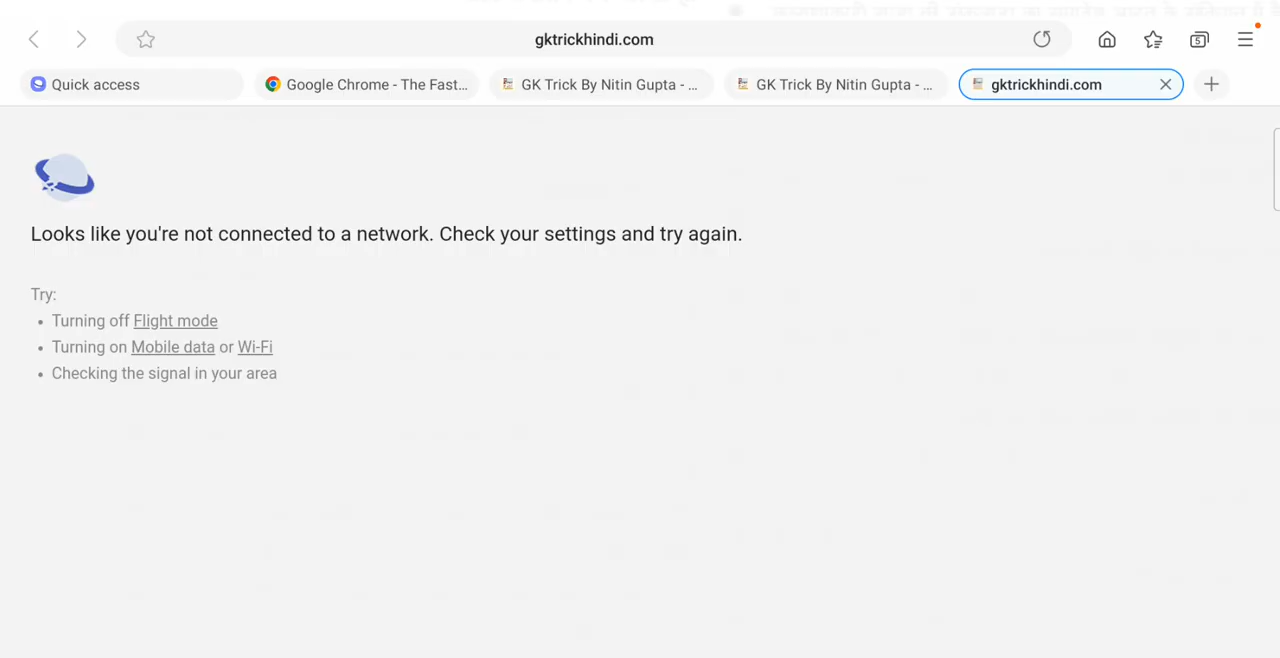 gktrickhindi.com
5
Quick access
Google Chrome - The Fast...
GK Trick By Nitin Gupta - ...
GK Trick By Nitin Gupta - ...
gktrickhindi.com
Looks like you're not connected to a network. Check your settings and try again.
Try:
• Turning off Flight mode
• Turning on Mobile data or Wi-Fi
• Checking the signal in your area